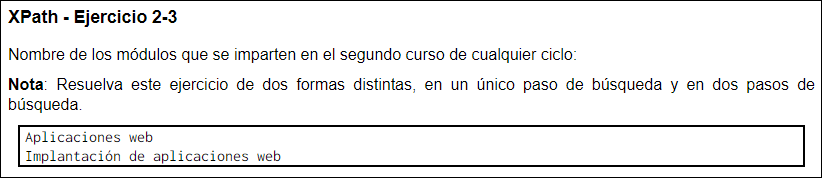 XPath - Ejercicio 2-3
Nombre de los módulos que se imparten en el segundo curso de cualquier ciclo:
Nota: Resuelva este ejercicio de dos formas distintas, en un único paso de búsqueda y en dos pasos de
búsqueda.
Aplicaciones web
Implantación de aplicaciones web